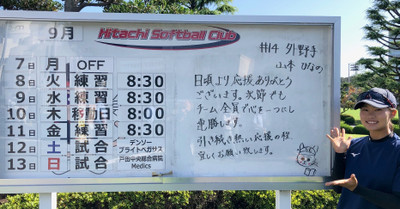 9月
Hitachi Softball Club
7日 月 OFF
8日 火 練習 8:30
9日 水 練習 8:30
10日 木 移動日 8:00
11日 金 練習 8:30
12日 土 試合 デンソー ブライトペガサス
13日 日 試合 戸田中央総合病院 Medics
#14 外野手
山本 ひなの
日頃より応援ありがとう
ございます。次節でも
チーム全員で心を一つにし
連勝します。
引き続き熱い応援の程
宜しくお願い致します。